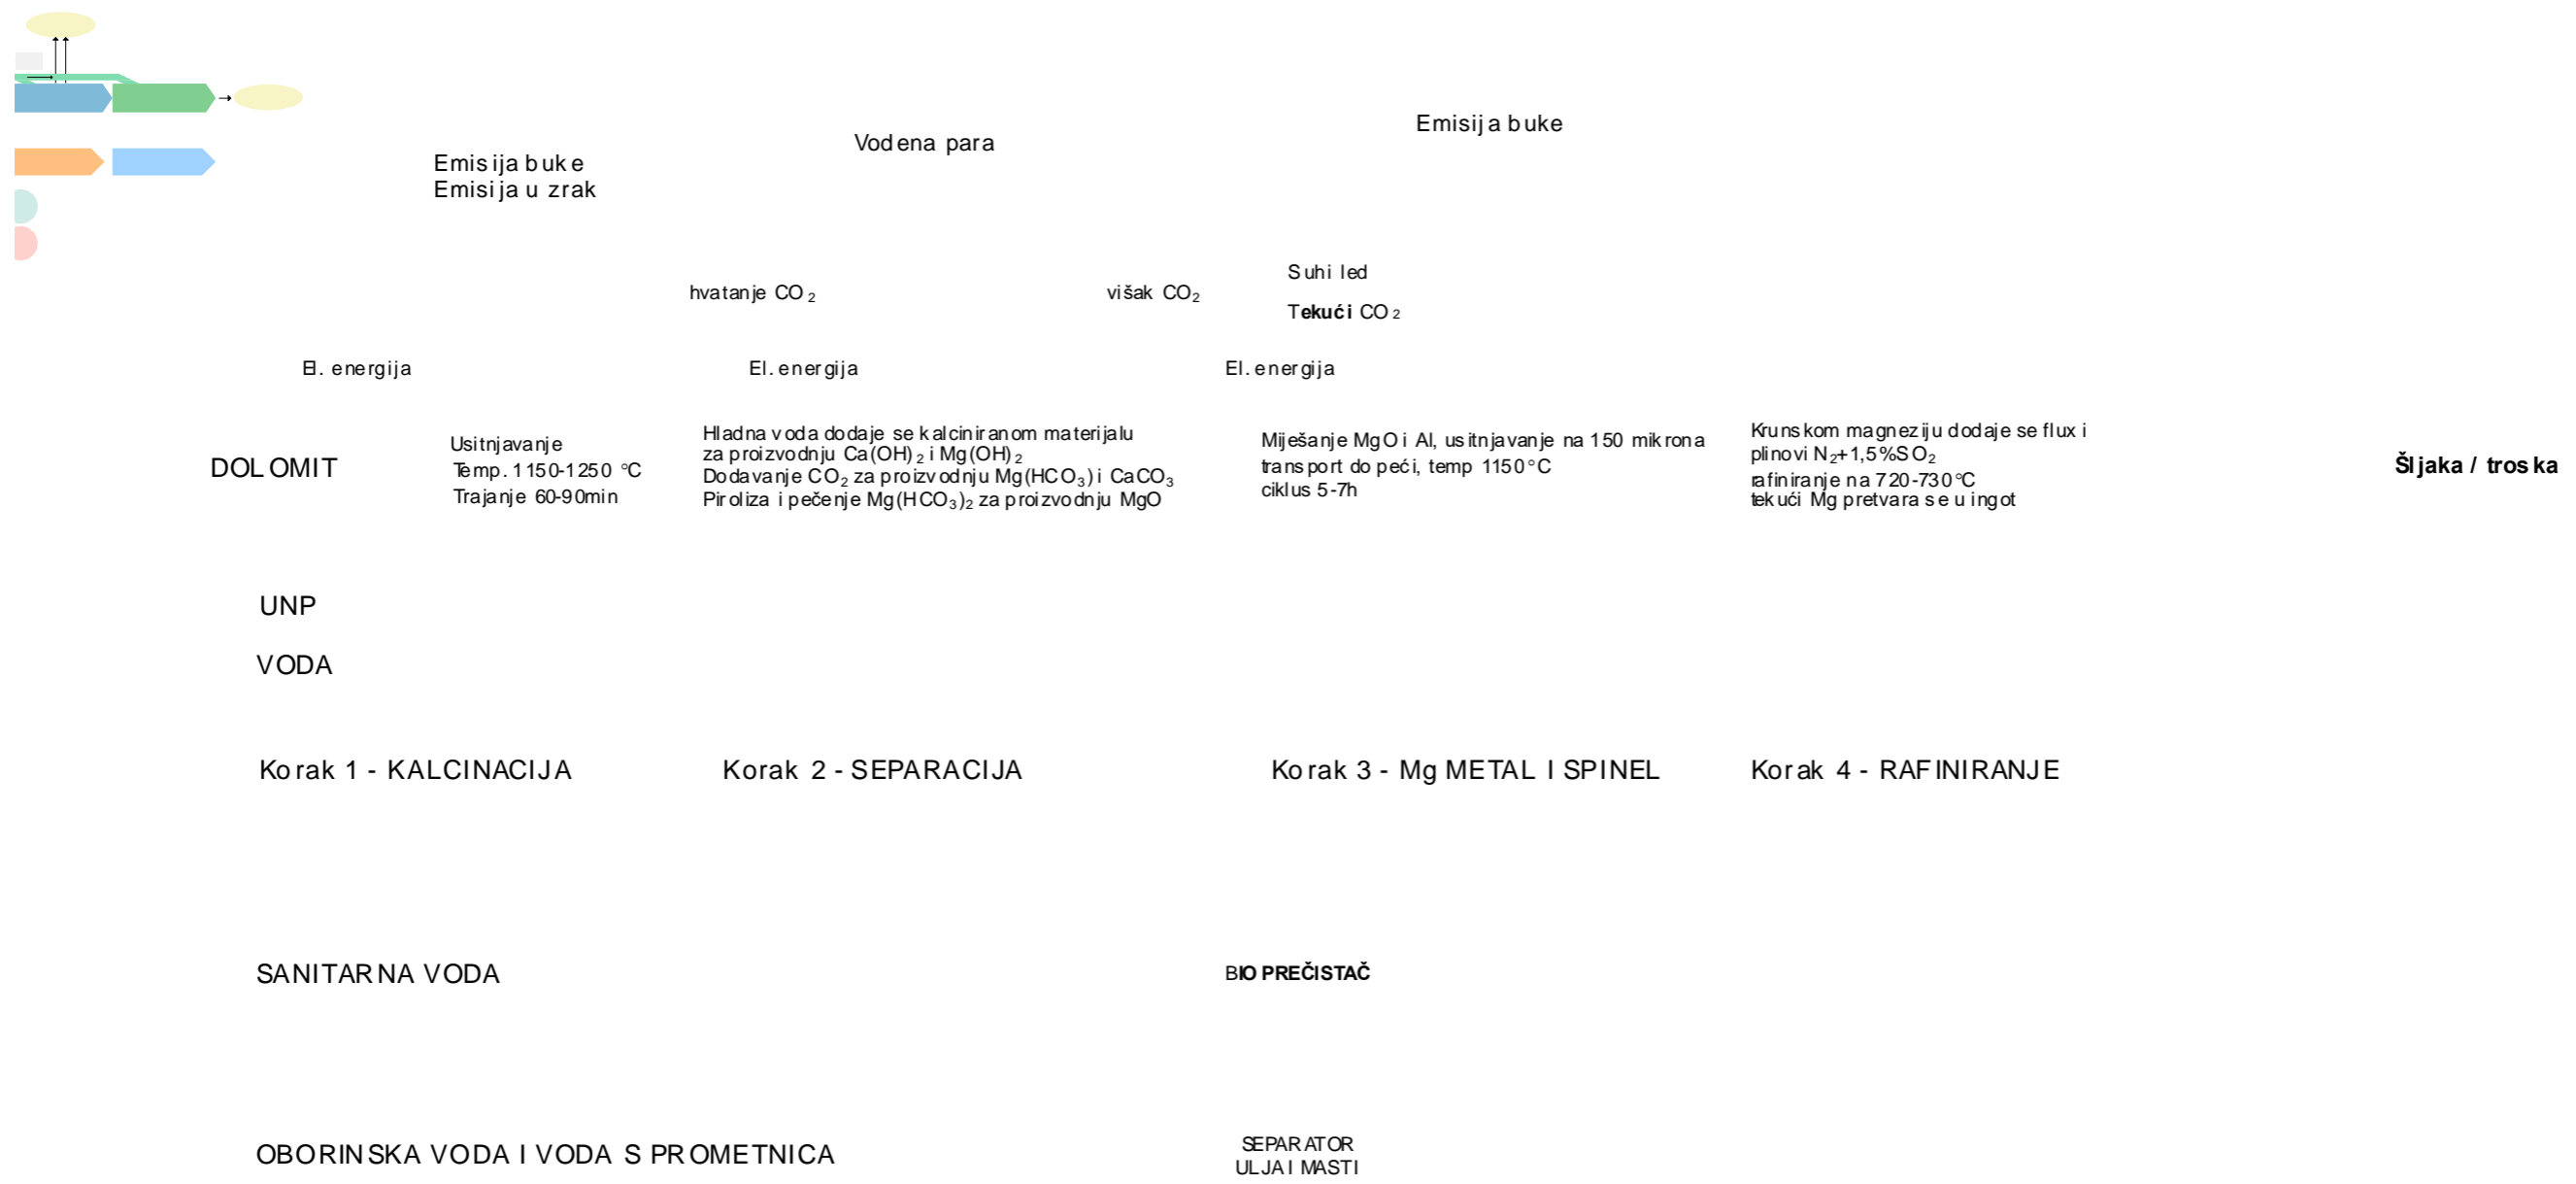 Emisija buke
Vodena para
Emisija buke
Emisija u zrak
Suhi led
hvatanje CO₂
višak CO₂
Tekući CO₂
El. energija
El. energija
El. energija
DOLOMIT
Usitnjavanje
Temp. 1150-1250 °C
Trajanje 60-90min
Hladna voda dodaje se kalciniranom materijalu
za proizvodnju Ca(OH)₂ i Mg(OH)₂
Dodavanje CO₂ za proizvodnju Mg(HCO₃) i CaCO₃
Piroliza i pečenje Mg(HCO₃)₂ za proizvodnju MgO
Miješanje MgO i Al, usitnjavanje na 150 mikrona
transport do peći, temp 1150°C
ciklus 5-7h
Krunskom magneziju dodaje se flux i
plinovi N₂+1,5%SO₂
rafiniranje na 720-730°C
tekući Mg pretvara se u ingot
Šljaka / troska
UNP
VODA
Korak 1 - KALCINACIJA
Korak 2 - SEPARACIJA
Korak 3 - Mg METAL I SPINEL
Korak 4 - RAFINIRANJE
SANITARNA VODA
BIO PREČISTAČ
OBORINSKA VODA I VODA S PROMETNICA
SEPARATOR
ULJA I MASTI